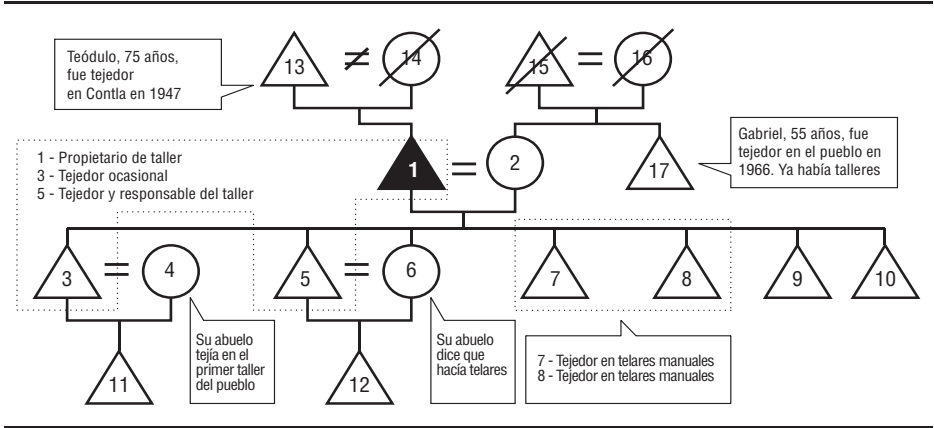 Teódulo, 75 años,
fue tejedor
en Contla en 1947
13
14
15
16
Gabriel, 55 años, fue
tejedor en el pueblo en
1966. Ya había talleres
1 - Propietario de taller
3 - Tejedor ocasional
5 - Tejedor y responsable del taller
1
2
17
3
4
5
6
7
8
9
10
Su abuelo
tejía en el
primer taller
del pueblo
Su abuelo
dice que
hacía telares
7 - Tejedor en telares manuales
8 - Tejedor en telares manuales
11
12